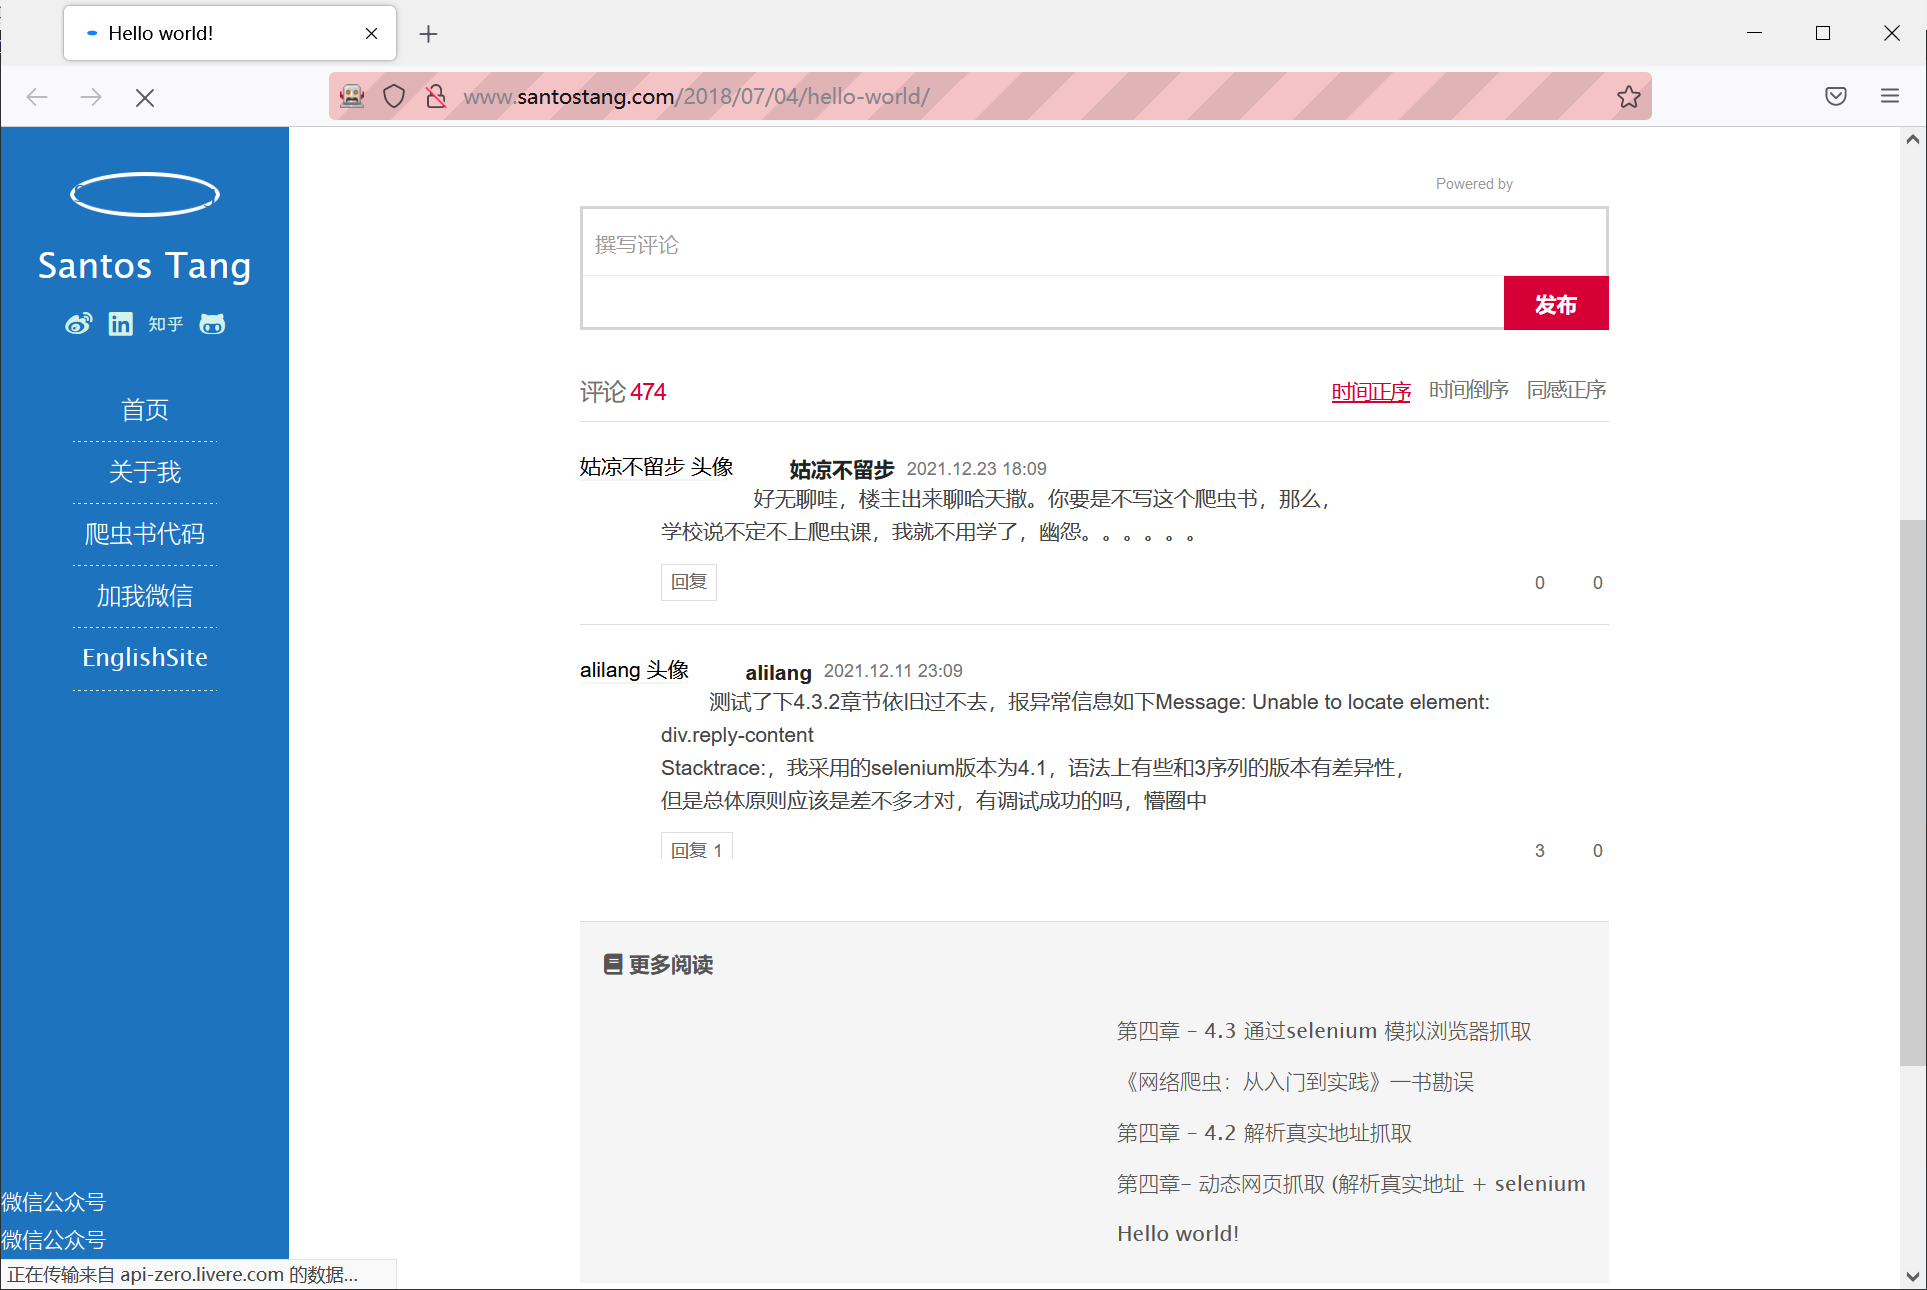 Hello world!
www.santostang.com/2018/07/04/hello-world/
Santos Tang
知乎
首页
关于我
爬虫书代码
加我微信
EnglishSite
微信公众号
微信公众号
正在传输来自 api-zero.livere.com 的数据...
Powered by
撰写评论
发布
评论 474
时间正序 时间倒序 同感正序
姑凉不留步 头像 姑凉不留步 2021.12.23 18:09
好无聊哇，楼主出来聊哈天撒。你要是不写这个爬虫书，那么，
学校说不定不上爬虫课，我就不用学了，幽怨。。。。。。
回复 0 0
alilang 头像 alilang 2021.12.11 23:09
测试了下4.3.2章节依旧过不去，报异常信息如下Message: Unable to locate element:
div.reply-content
Stacktrace:，我采用的selenium版本为4.1，语法上有些和3序列的版本有差异性，
但是总体原则应该是差不多才对，有调试成功的吗，懵圈中
回复 1 3 0
更多阅读
第四章 – 4.3 通过selenium 模拟浏览器抓取
《网络爬虫：从入门到实践》一书勘误
第四章 – 4.2 解析真实地址抓取
第四章– 动态网页抓取 (解析真实地址 + selenium
Hello world!